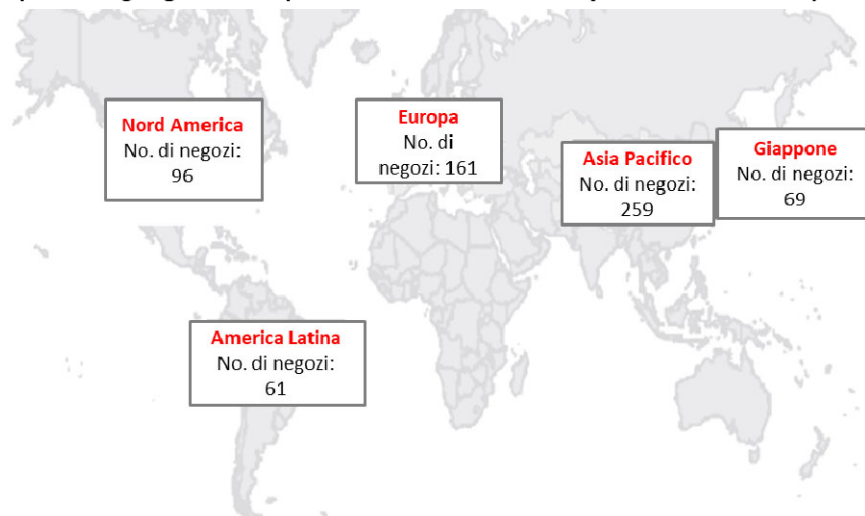 Nord America
No. di negozi:
96
Europa
No. di
negozi: 161
Asia Pacifico
No. di negozi:
259
Giappone
No. di negozi:
69
America Latina
No. di negozi:
61